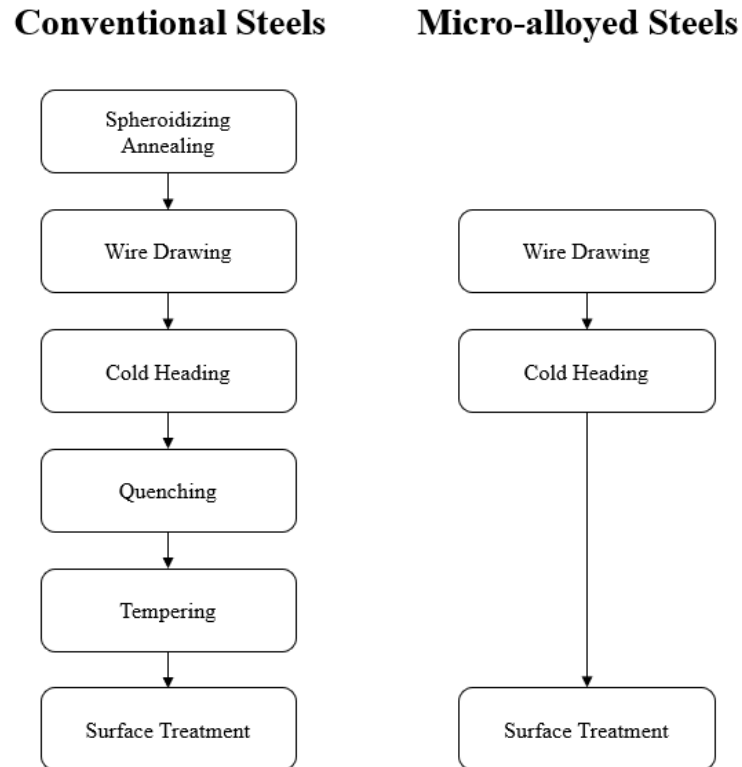 Conventional Steels
Micro-alloyed Steels
Spheroidizing
Annealing
Wire Drawing
Wire Drawing
Cold Heading
Cold Heading
Quenching
Tempering
Surface Treatment
Surface Treatment